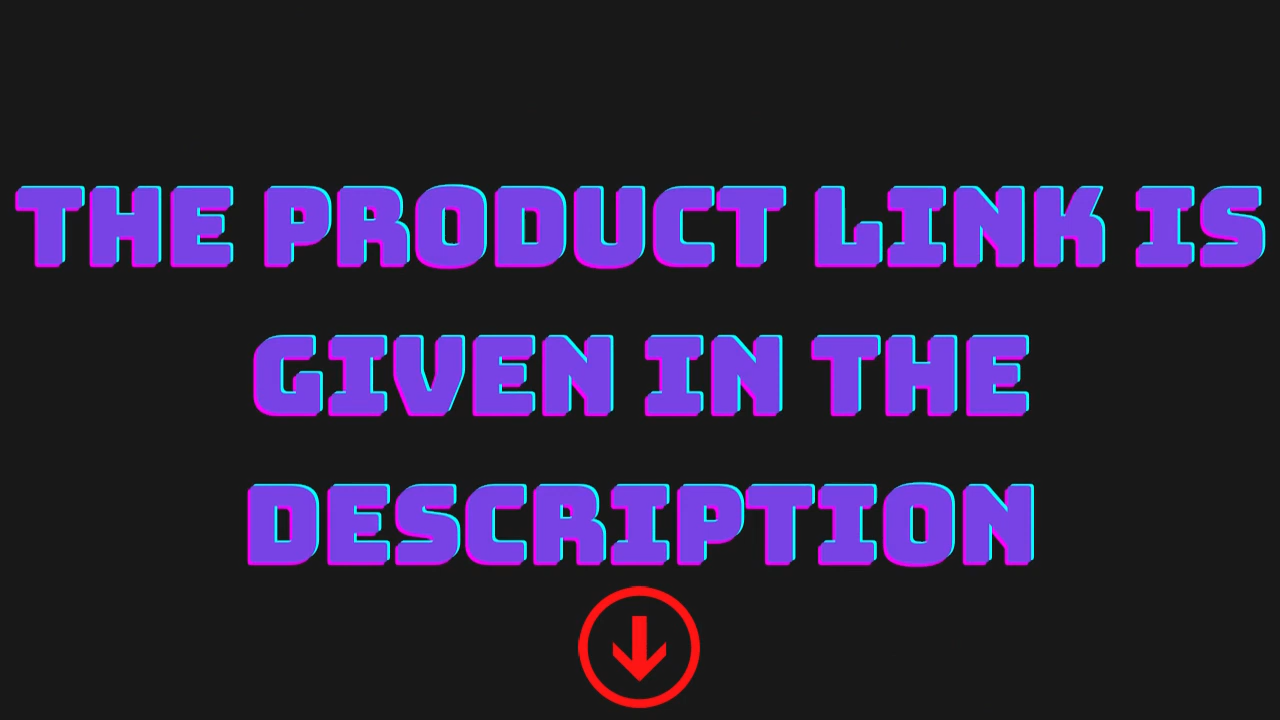 THE PRODUCT LINK IS
GIVEN IN THE
DESCRIPTION